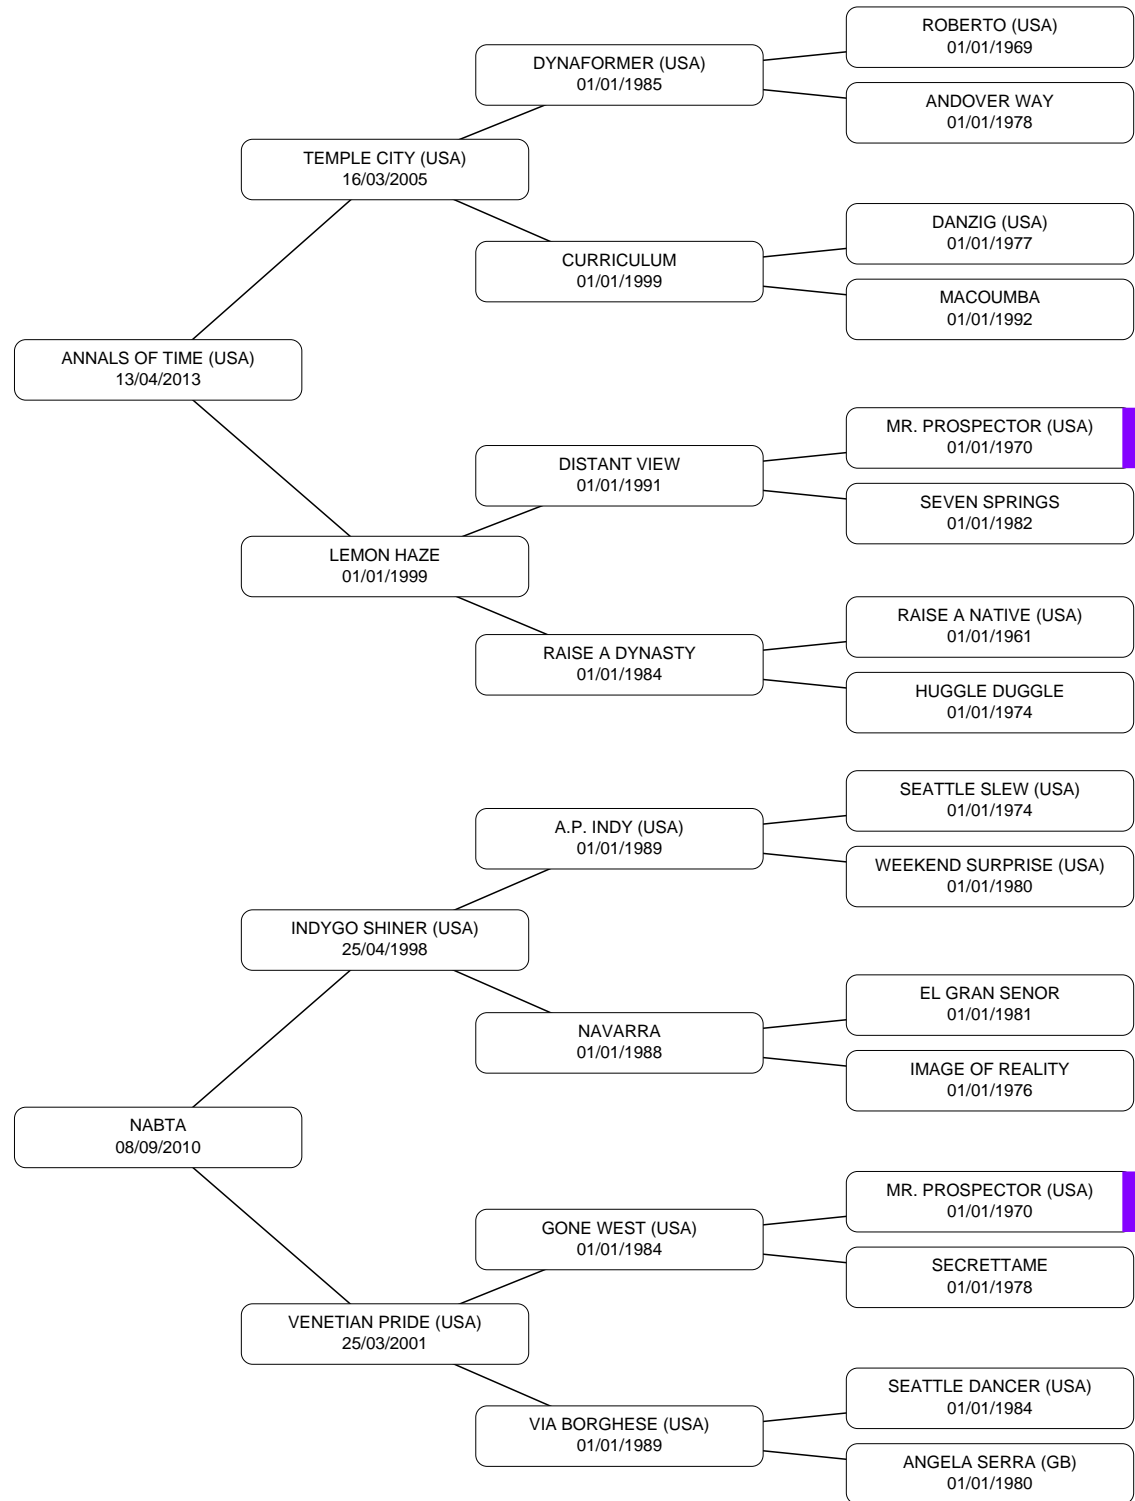 ROBERTO (USA)
01/01/1969
DYNAFORMER (USA)
01/01/1985
ANDOVER WAY
01/01/1978
TEMPLE CITY (USA)
16/03/2005
DANZIG (USA)
01/01/1977
CURRICULUM
01/01/1999
MACOUMBA
01/01/1992
ANNALS OF TIME (USA)
13/04/2013
MR. PROSPECTOR (USA)
01/01/1970
DISTANT VIEW
01/01/1991
SEVEN SPRINGS
01/01/1982
LEMON HAZE
01/01/1999
RAISE A NATIVE (USA)
01/01/1961
RAISE A DYNASTY
01/01/1984
HUGGLE DUGGLE
01/01/1974
SEATTLE SLEW (USA)
01/01/1974
A.P. INDY (USA)
01/01/1989
WEEKEND SURPRISE (USA)
01/01/1980
INDYGO SHINER (USA)
25/04/1998
EL GRAN SENOR
01/01/1981
NAVARRA
01/01/1988
IMAGE OF REALITY
01/01/1976
NABTA
08/09/2010
MR. PROSPECTOR (USA)
01/01/1970
GONE WEST (USA)
01/01/1984
SECRETTAME
01/01/1978
VENETIAN PRIDE (USA)
25/03/2001
SEATTLE DANCER (USA)
01/01/1984
VIA BORGHESE (USA)
01/01/1989
ANGELA SERRA (GB)
01/01/1980